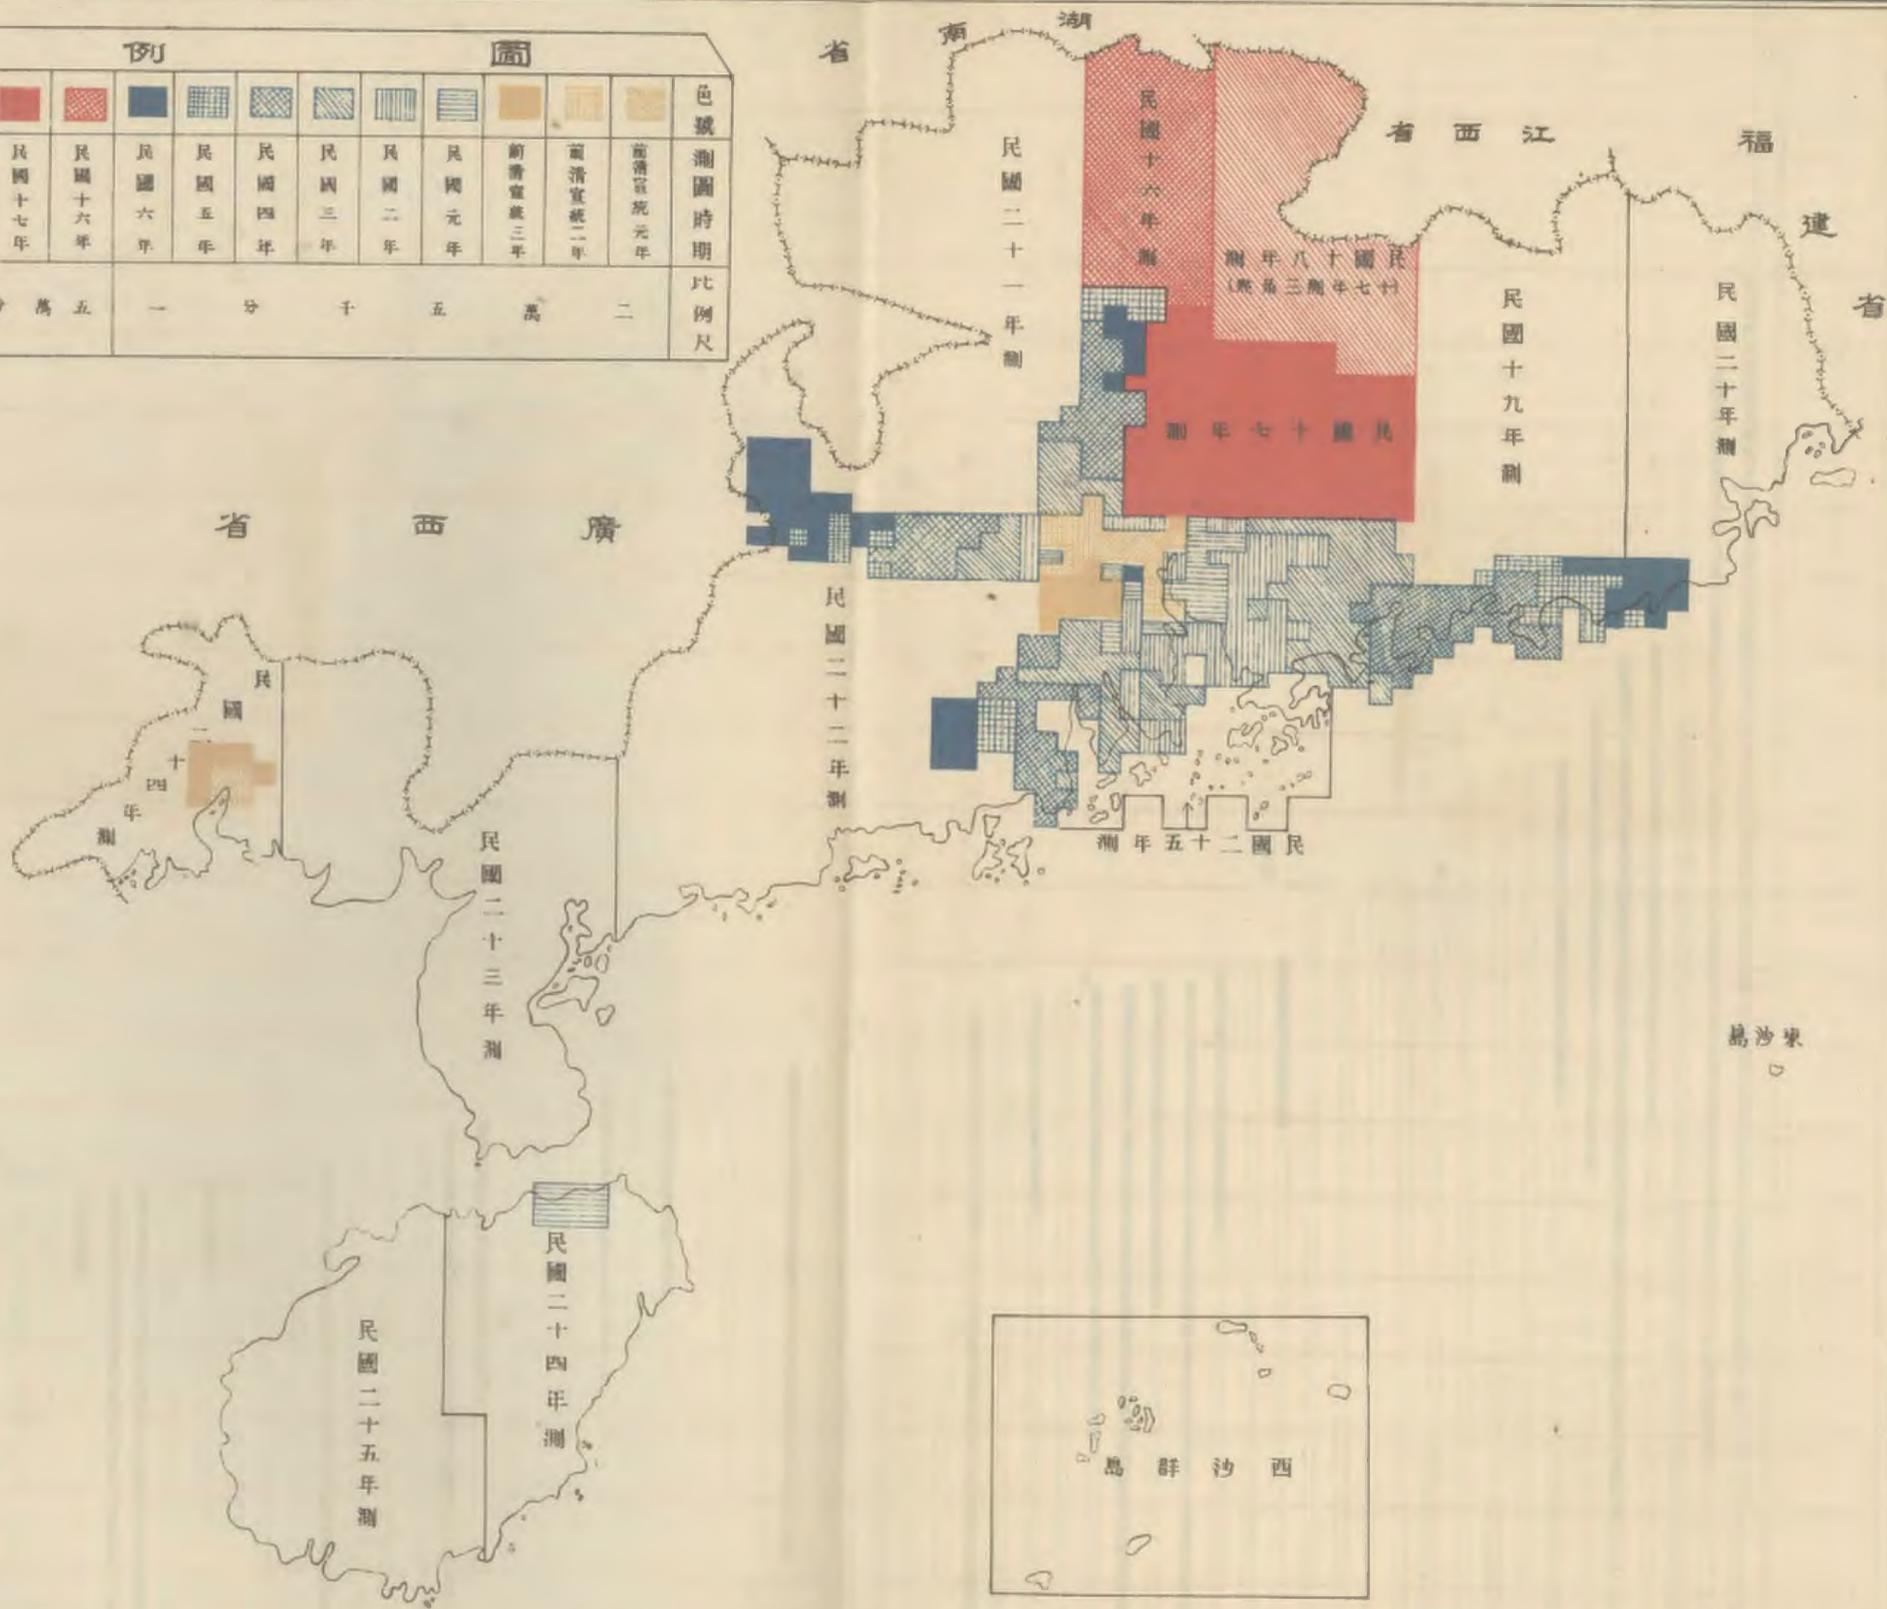 圖例
色號
測圖時期
比例尺
前清宣統元年
前清宣統二年
前清宣統三年
民國元年
民國二年
民國三年
民國四年
民國五年
民國六年
民國十六年
民國十七年
二萬五千分一
五萬分
湖南省
江西省
福建省
廣西省
民國十六年測
民國十八年測
(十七年測三角點)
民國十七年測
民國二十一年測
民國十九年測
民國二十年測
民國二十二年測
民國二十五年測
民國二十四年測
民國二十三年測
民國二十四年測
民國二十五年測
東沙島
西沙群島